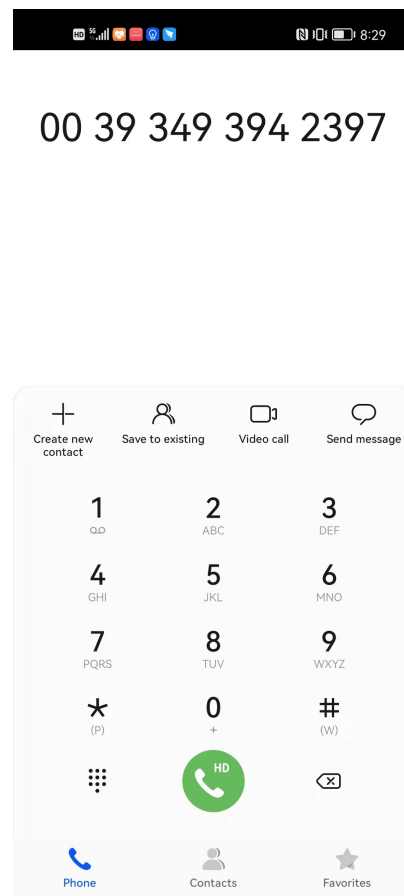 HD 5G 8:29
00 39 349 394 2397
Create new contact
Save to existing
Video call
Send message
1 2 3
ABC DEF
4 5 6
GHI JKL MNO
7 8 9
PQRS TUV WXYZ
* 0 #
(P) + (W)
HD
Phone Contacts Favorites